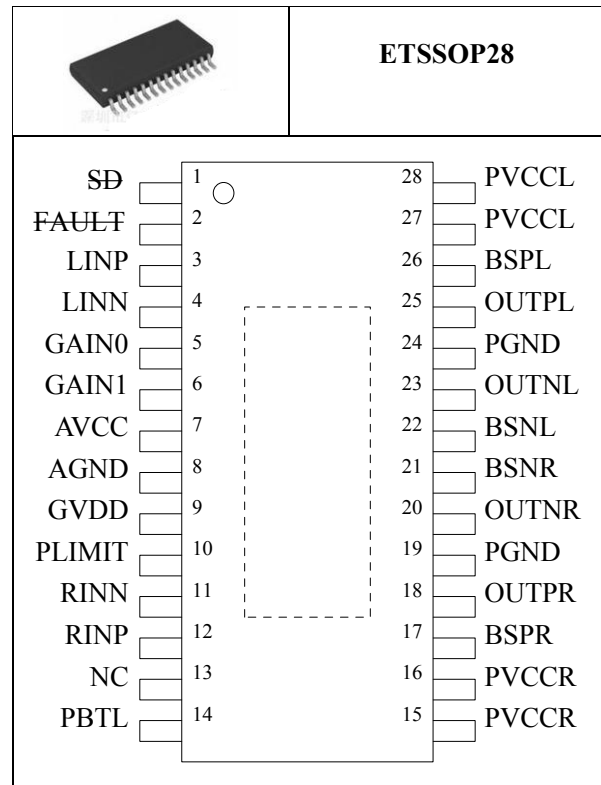 ETSSOP28
SD 1 28 PVCCL
FAULT 2 27 PVCCL
LINP 3 26 BSPL
LINN 4 25 OUTPL
GAIN0 5 24 PGND
GAIN1 6 23 OUTNL
AVCC 7 22 BSNL
AGND 8 21 BSNR
GVDD 9 20 OUTNR
PLIMIT 10 19 PGND
RINN 11 18 OUTPR
RINP 12 17 BSPR
NC 13 16 PVCCR
PBTL 14 15 PVCCR